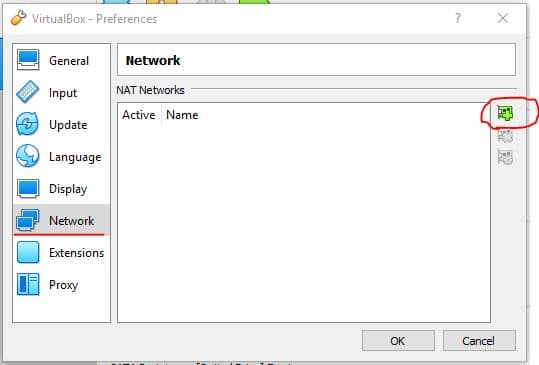 VirtualBox - Preferences
General
Input
Update
Language
Display
Network
Extensions
Proxy
Network
NAT Networks
Active Name
OK Cancel